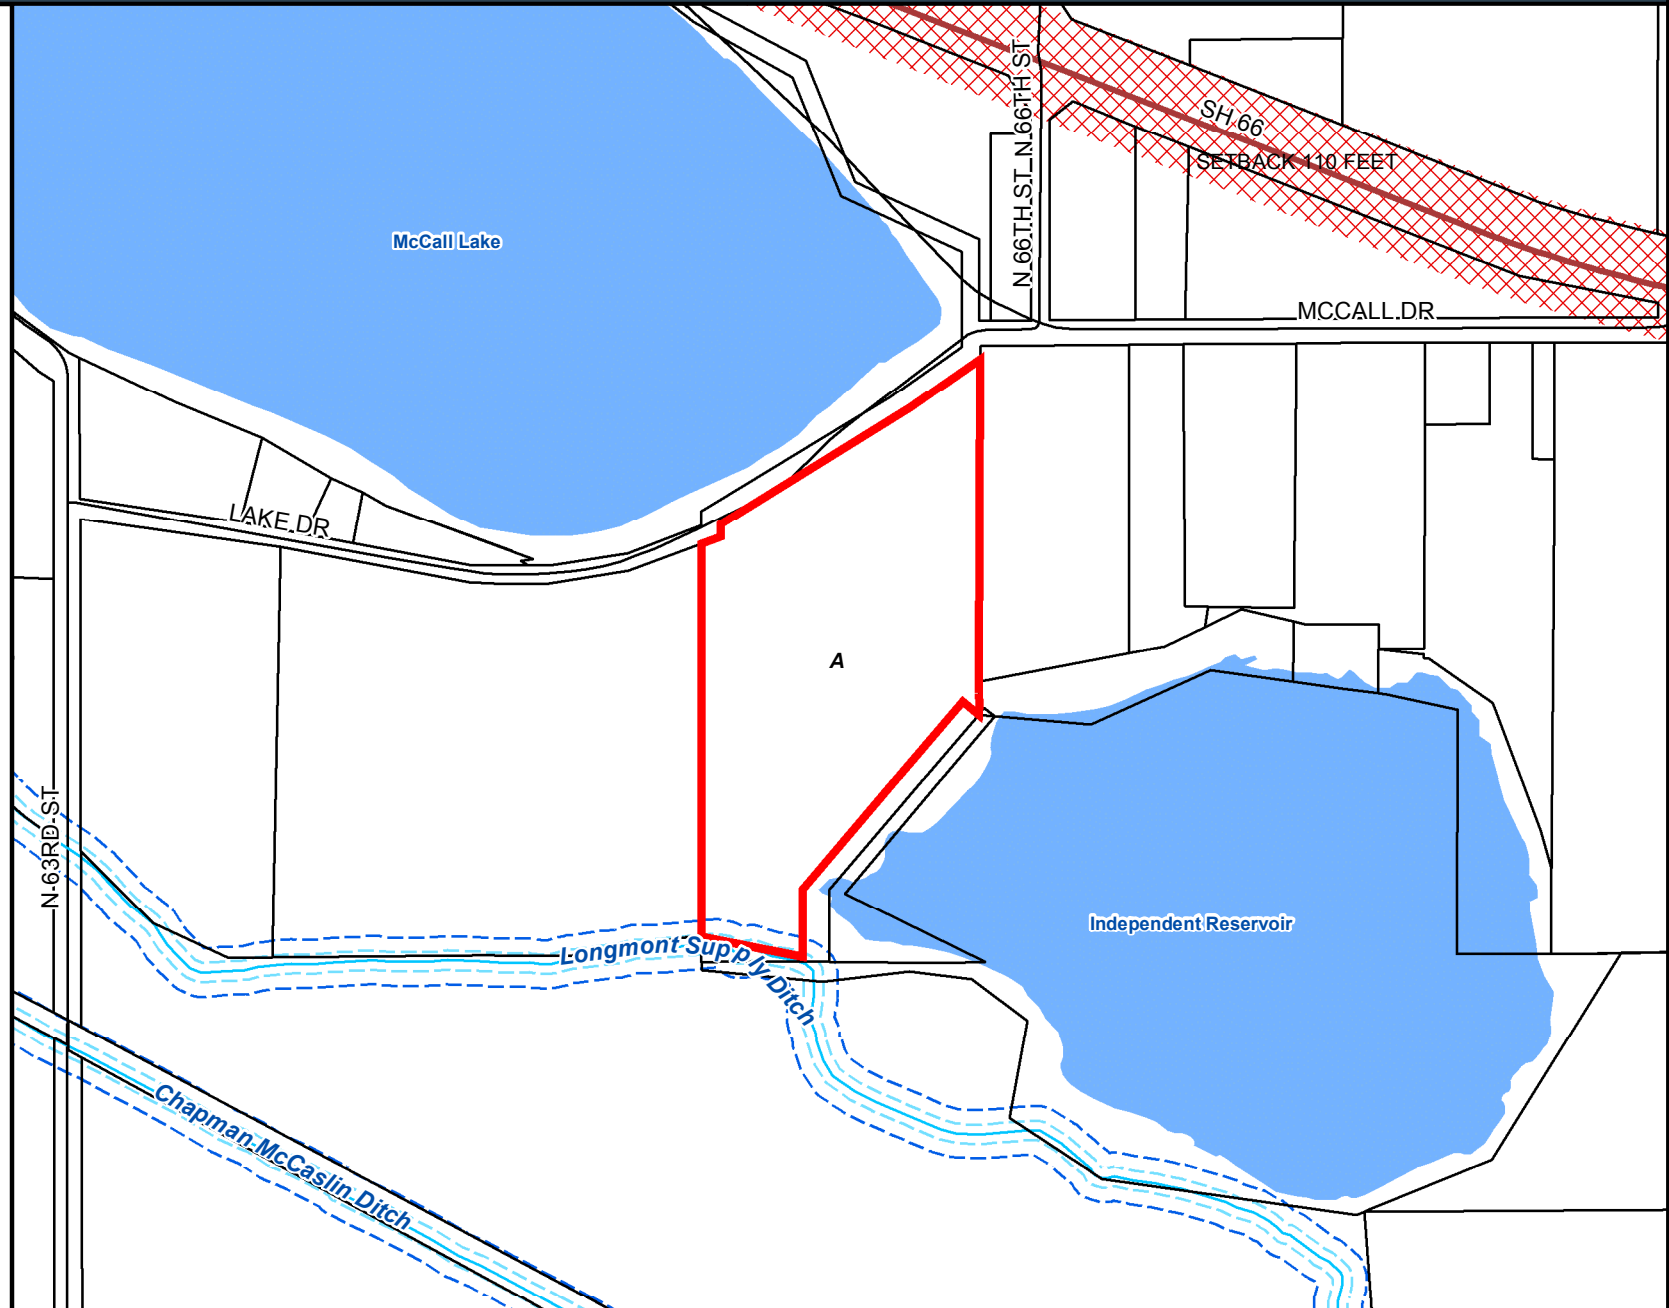 N 66TH ST
N 66TH ST
SH 66
SETBACK 110 FEET
McCall Lake
MCCALL DR
LAKE DR
A
N 63RD ST
Independent Reservoir
Longmont Supply Ditch
Chapman-McCaslin Ditch